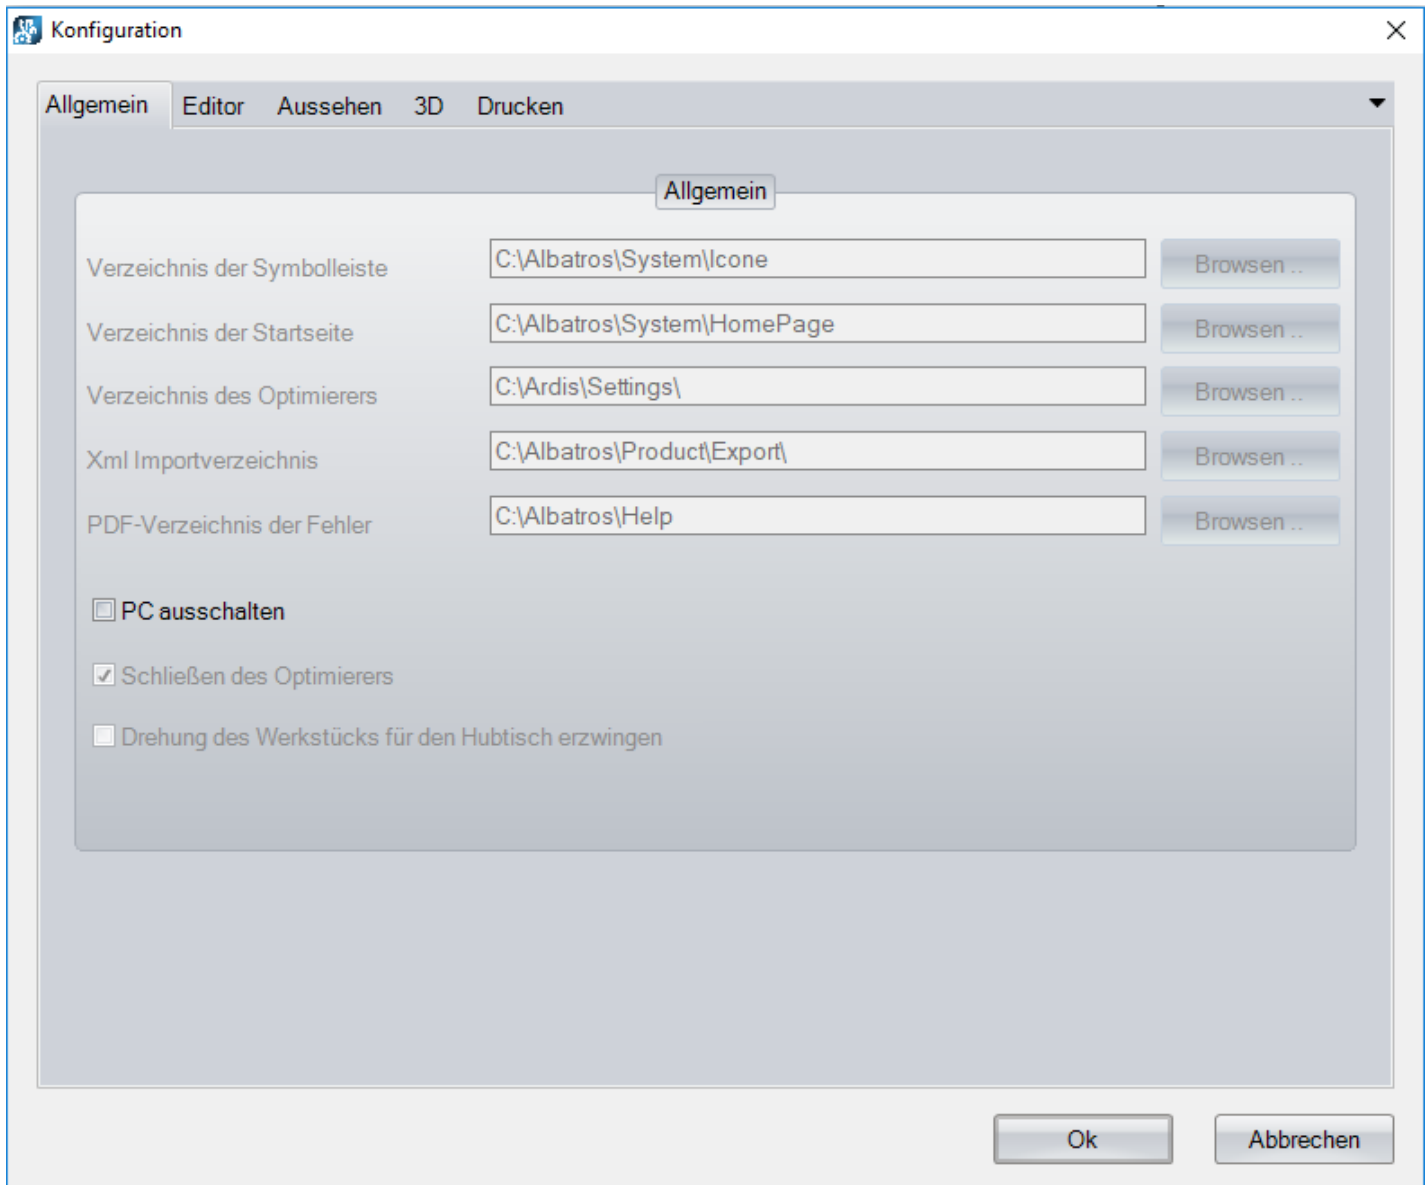 Konfiguration
Allgemein Editor Aussehen 3D Drucken
Allgemein
Verzeichnis der Symbolleiste C:\Albatros\System\Icone Browsen ..
Verzeichnis der Startseite C:\Albatros\System\HomePage Browsen ..
Verzeichnis des Optimierers C:\Ardis\Settings\ Browsen ..
Xml Importverzeichnis C:\Albatros\Product\Export\ Browsen ..
PDF-Verzeichnis der Fehler C:\Albatros\Help Browsen ..
PC ausschalten
Schließen des Optimierers
Drehung des Werkstücks für den Hubtisch erzwingen
Ok Abbrechen